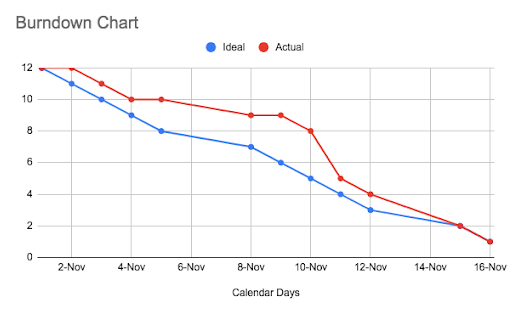 Burndown Chart
Ideal Actual
12
10
8
6
4
2
0
2-Nov 4-Nov 6-Nov 8-Nov 10-Nov 12-Nov 14-Nov 16-Nov
Calendar Days